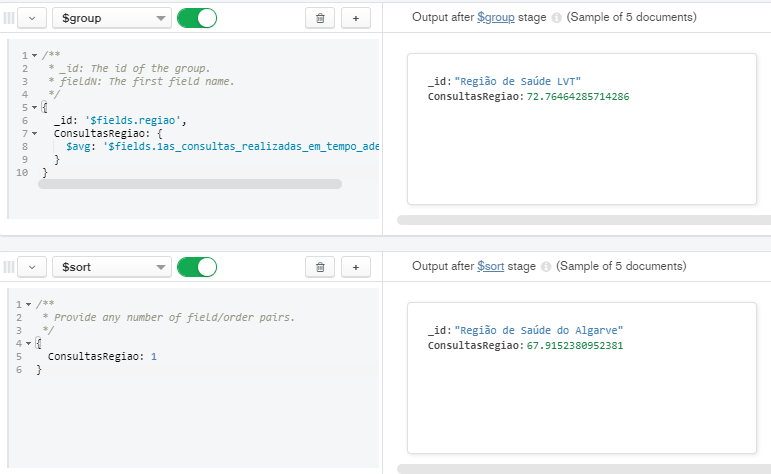 $group
Output after $group stage (Sample of 5 documents)
1 /**
2 * _id: The id of the group.
3 * fieldN: The first field name.
4 */
5 {
6 _id: '$fields.regiao',
7 ConsultasRegiao: {
8 $avg: '$fields.1as_consultas_realizadas_em_tempo_ade
9 }
10 }
_id: "Região de Saúde LVT"
ConsultasRegiao: 72.76464285714286
$sort
Output after $sort stage (Sample of 5 documents)
1 /**
2 * Provide any number of field/order pairs.
3 */
4 {
5 ConsultasRegiao: 1
6 }
_id: "Região de Saúde do Algarve"
ConsultasRegiao: 67.9152380952381